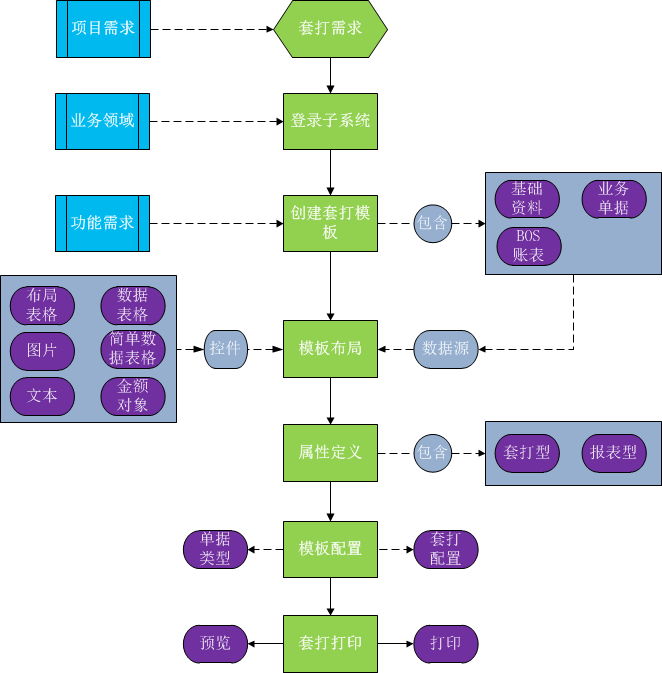 项目需求
套打需求
业务领域
登录子系统
功能需求
创建套打模
板
包含
基础
资料
业务
单据
BOS
账表
布局
表格
数据
表格
图片
简单数
据表格
文本
金额
对象
控件
模板布局
数据源
属性定义
包含
套打型
报表型
单据
类型
模板配置
套打
配置
预览
套打打印
打印